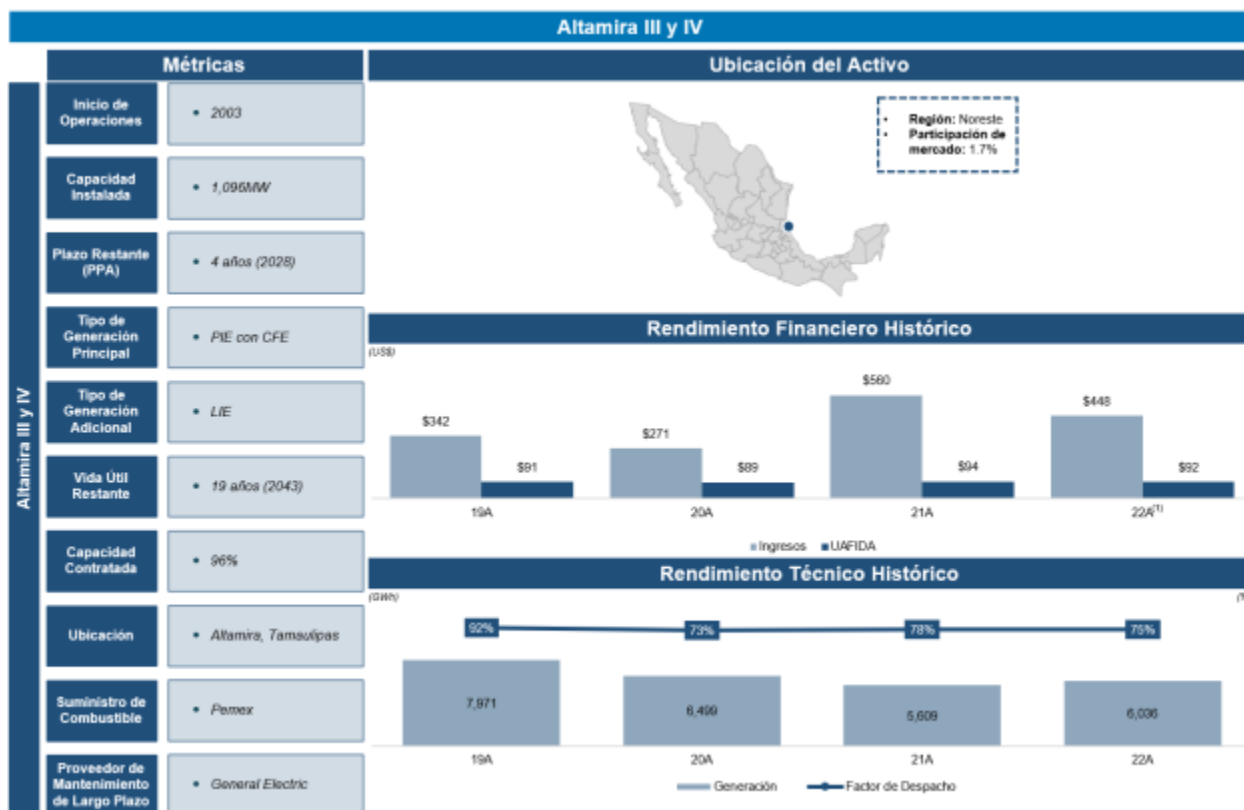 Altamira III y IV
Métricas
Altamira III y IV
Inicio de
Operaciones
• 2003
Capacidad
Instalada
• 1,096MW
Plazo Restante
(PPA)
• 4 años (2028)
Tipo de
Generación
Principal
• PIE con CFE
Tipo de
Generación
Adicional
• LIE
Vida Útil
Restante
• 19 años (2043)
Capacidad
Contratada
• 96%
Ubicación
• Altamira, Tamaulipas
Suministro de
Combustible
• Pemex
Proveedor de
Mantenimiento
de Largo Plazo
• General Electric
Ubicación del Activo
• Región: Noreste
• Participación de
mercado: 1.7%
Rendimiento Financiero Histórico
(US$)
$342
$91
$271
$89
$560
$94
$448
$92
19A
20A
21A
22A(1)
Ingresos
UAFIDA
Rendimiento Técnico Histórico
(GWh)
92%
73%
78%
75%
7,971
6,499
5,609
6,036
19A
20A
21A
22A
Generación
Factor de Despacho